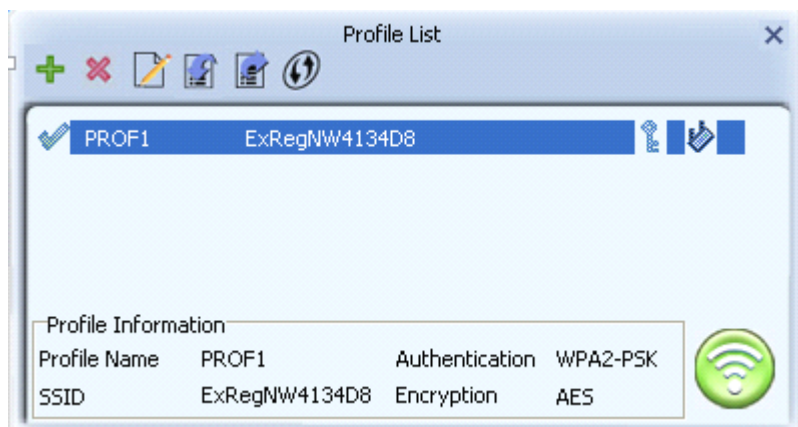 Profile List
PROF1 ExRegNW4134D8
Profile Information
Profile Name PROF1 Authentication WPA2-PSK
SSID ExRegNW4134D8 Encryption AES